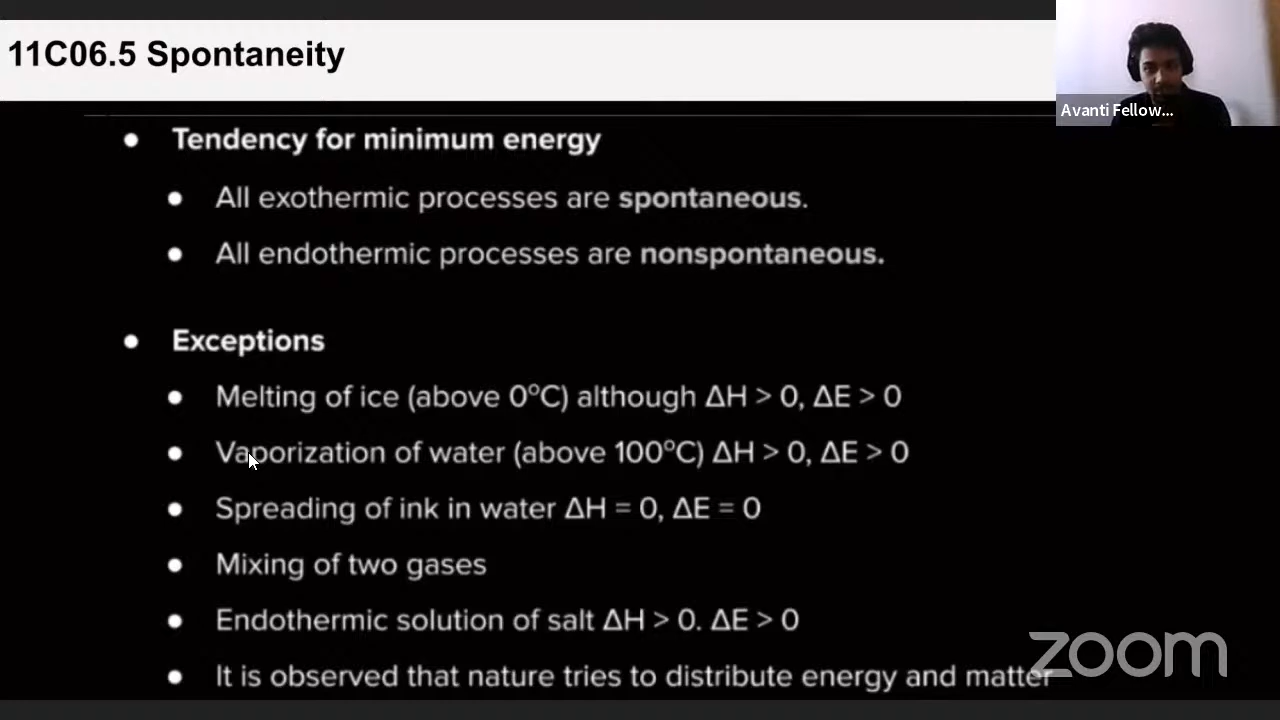 11C06.5 Spontaneity
Avanti Fellow...
● Tendency for minimum energy
● All exothermic processes are spontaneous.
● All endothermic processes are nonspontaneous.
● Exceptions
● Melting of ice (above 0°C) although ΔH > 0, ΔE > 0
● Vaporization of water (above 100°C) ΔH > 0, ΔE > 0
● Spreading of ink in water ΔH = 0, ΔE = 0
● Mixing of two gases
● Endothermic solution of salt ΔH > 0. ΔE > 0
● It is observed that nature tries to distribute energy and matter
zoom